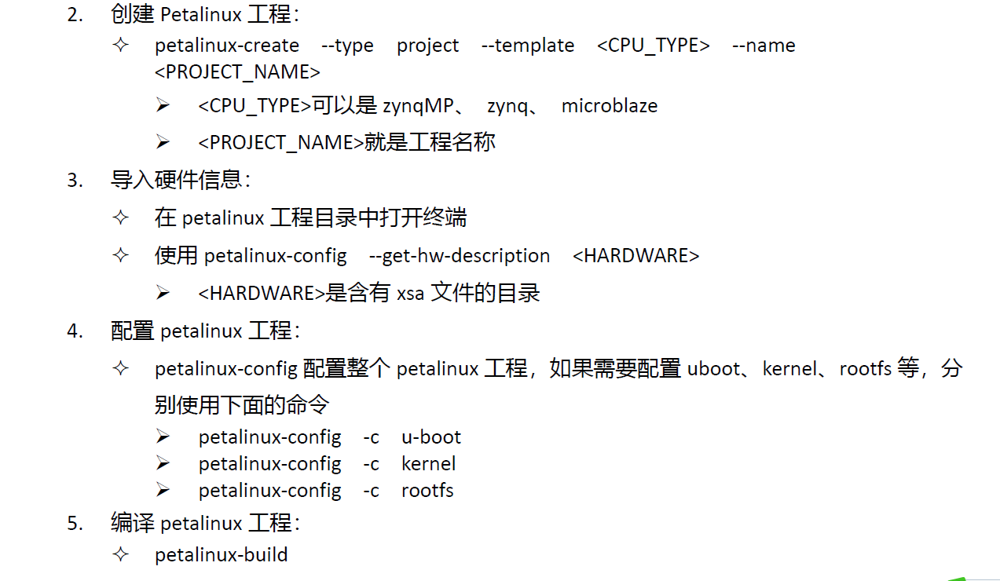 2. 创建 Petalinux 工程：
✧ petalinux-create --type project --template <CPU_TYPE> --name
<PROJECT_NAME>
➢ <CPU_TYPE>可以是 zynqMP、 zynq、 microblaze
➢ <PROJECT_NAME>就是工程名称
3. 导入硬件信息：
✧ 在 petalinux 工程目录中打开终端
✧ 使用 petalinux-config --get-hw-description <HARDWARE>
➢ <HARDWARE>是含有 xsa 文件的目录
4. 配置 petalinux 工程：
✧ petalinux-config 配置整个 petalinux 工程，如果需要配置 uboot、kernel、rootfs 等，分
别使用下面的命令
➢ petalinux-config -c u-boot
➢ petalinux-config -c kernel
➢ petalinux-config -c rootfs
5. 编译 petalinux 工程：
✧ petalinux-build